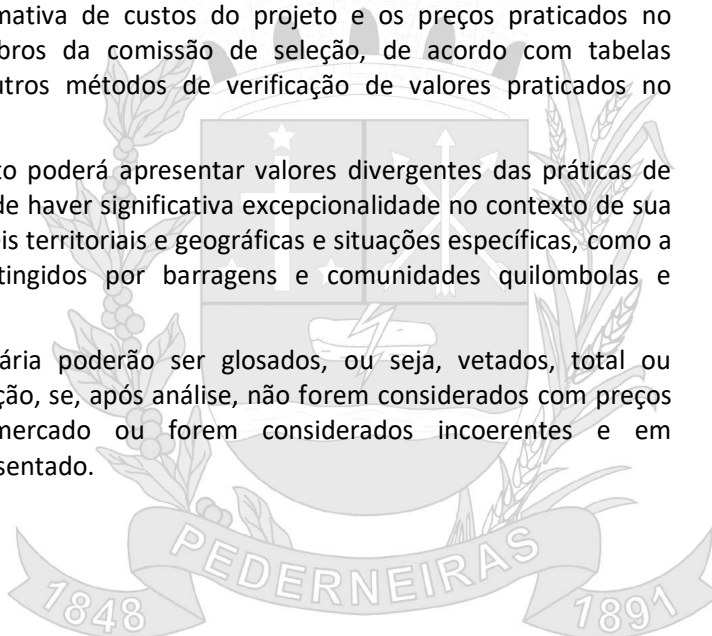 mativa de custos do projeto e os preços praticados no
bros da comissão de seleção, de acordo com tabelas
utros métodos de verificação de valores praticados no
to poderá apresentar valores divergentes das práticas de
de haver significativa excepcionalidade no contexto de sua
is territoriais e geográficas e situações específicas, como a
tingidos por barragens e comunidades quilombolas e
ária poderão ser glosados, ou seja, vetados, total ou
ção, se, após análise, não forem considerados com preços
mercado ou forem considerados incoerentes e em
sentado.
PEDERNEIRAS
1848 1891